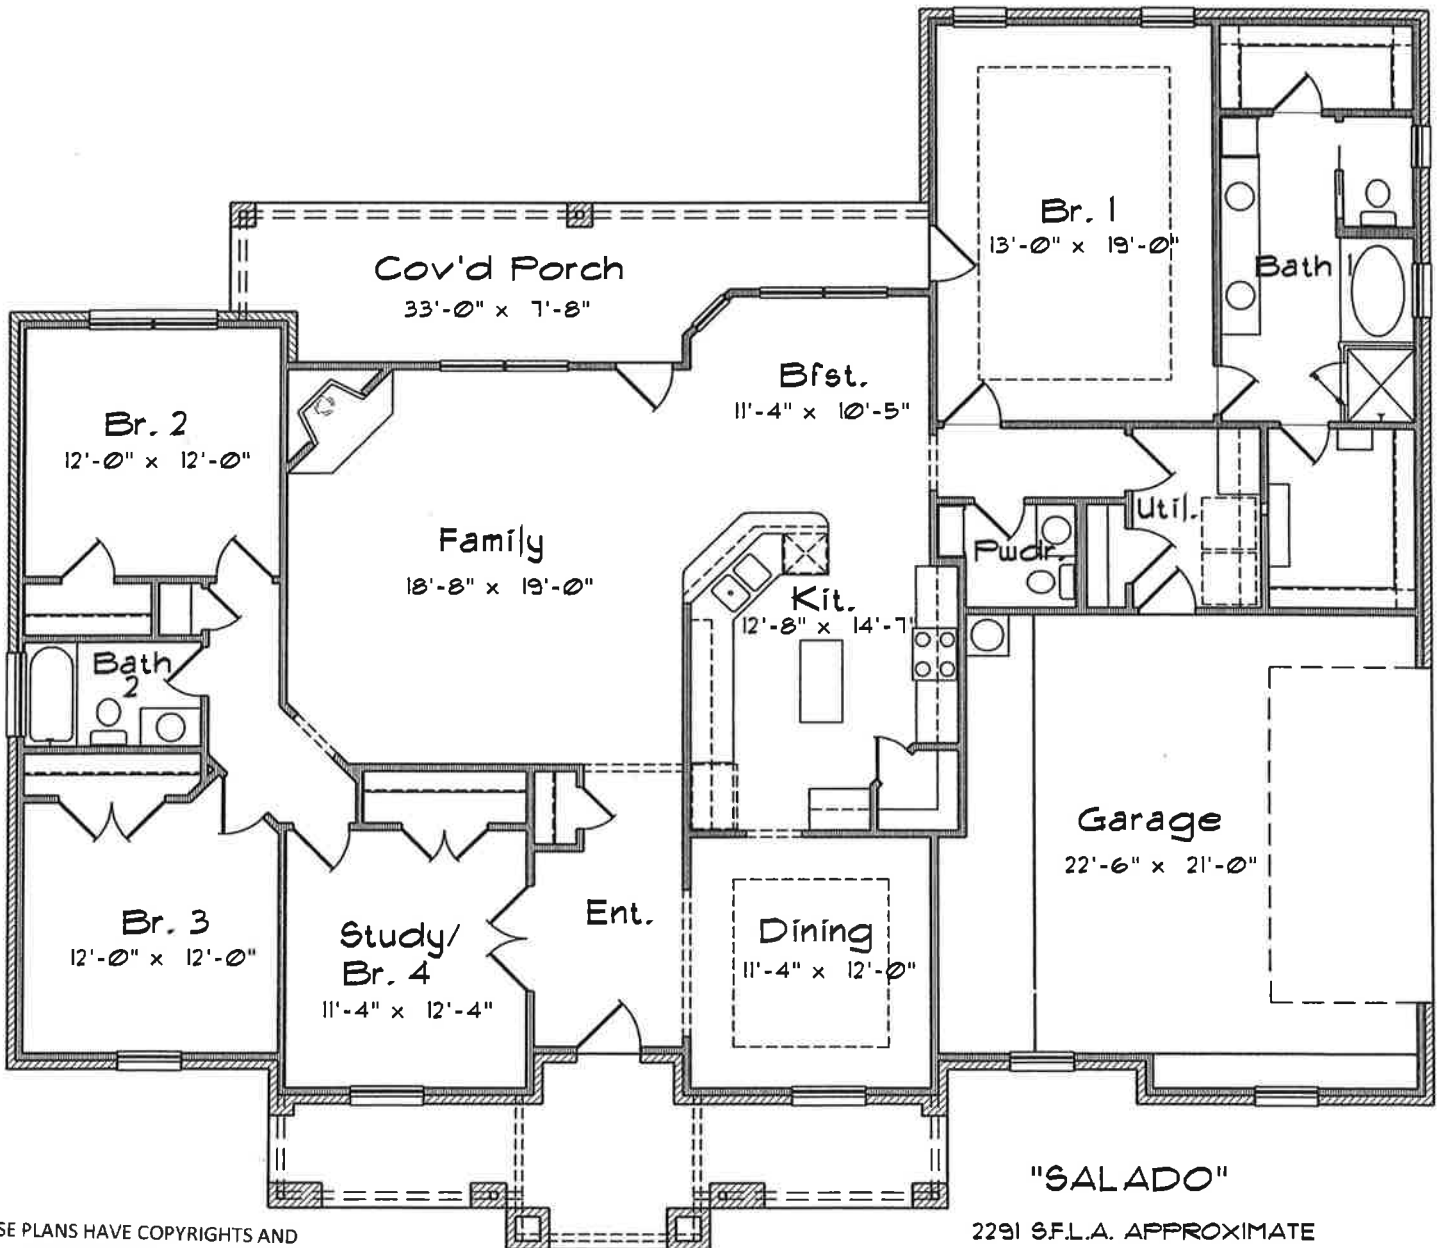 Br. 1
13'-0" x 19'-0"
Bath 1
Cov'd Porch
33'-0" x 7'-8"
Bfst.
11'-4" x 10'-5"
Br. 2
12'-0" x 12'-0"
Family
18'-8" x 19'-0"
Util.
Pwdr.
Kit.
12'-8" x 14'-7"
Bath
2
Garage
22'-6" x 21'-0"
Br. 3
12'-0" x 12'-0"
Study/
Br. 4
11'-4" x 12'-4"
Ent.
Dining
11'-4" x 12'-0"
"SALADO"
2291 S.F.L.A. APPROXIMATE
SE PLANS HAVE COPYRIGHTS AND